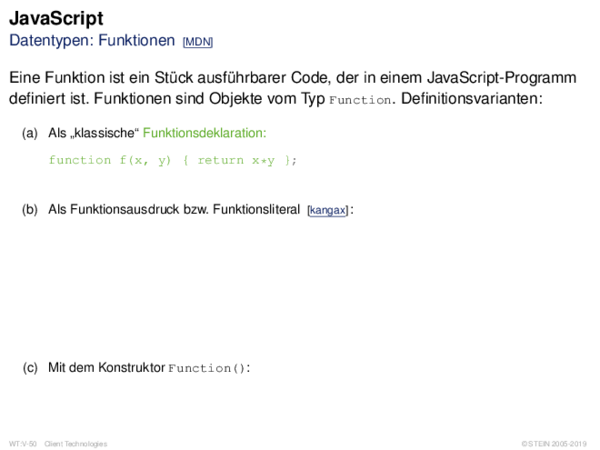 JavaScript
Datentypen: Funktionen [MDN]
Eine Funktion ist ein Stück ausführbarer Code, der in einem JavaScript-Programm
definiert ist. Funktionen sind Objekte vom Typ Function. Definitionsvarianten:
(a) Als „klassische“ Funktionsdeklaration:
function f(x, y) { return x*y };
(b) Als Funktionsausdruck bzw. Funktionsliteral [kangax]:
(c) Mit dem Konstruktor Function():
WT:V-50 Client Technologies © STEIN 2005-2019